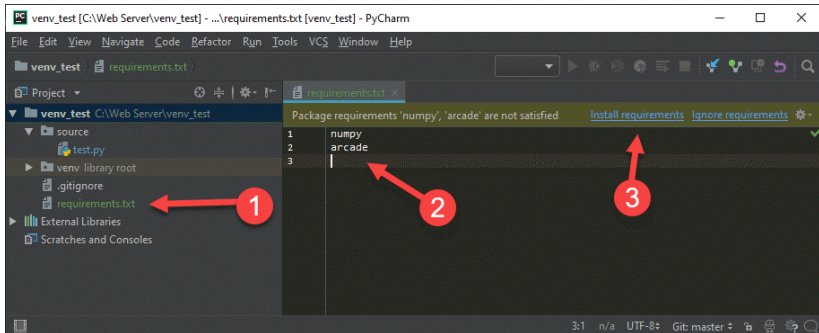 venv_test [C:\Web Server\venv_test] - ...\requirements.txt [venv_test] - PyCharm
File Edit View Navigate Code Refactor Run Tools VCS Window Help
venv_test requirements.txt
Project
requirements.txt
venv_test C:\Web Server\venv_test
Package requirements 'numpy', 'arcade' are not satisfied Install requirements Ignore requirements
source
test.py
venv library root
.gitignore
requirements.txt
External Libraries
Scratches and Consoles
1 numpy
2 arcade
3
1
2
3
3:1 n/a UTF-8 Git: master